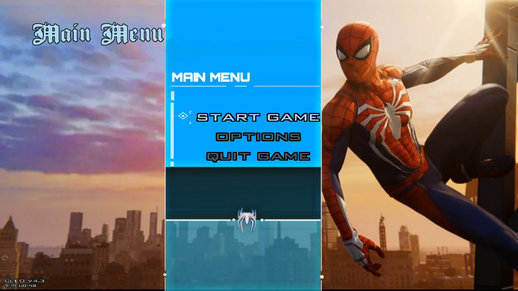 Main Menu
MAIN MENU
START GAME
OPTIONS
QUIT GAME
CLEO V4.3